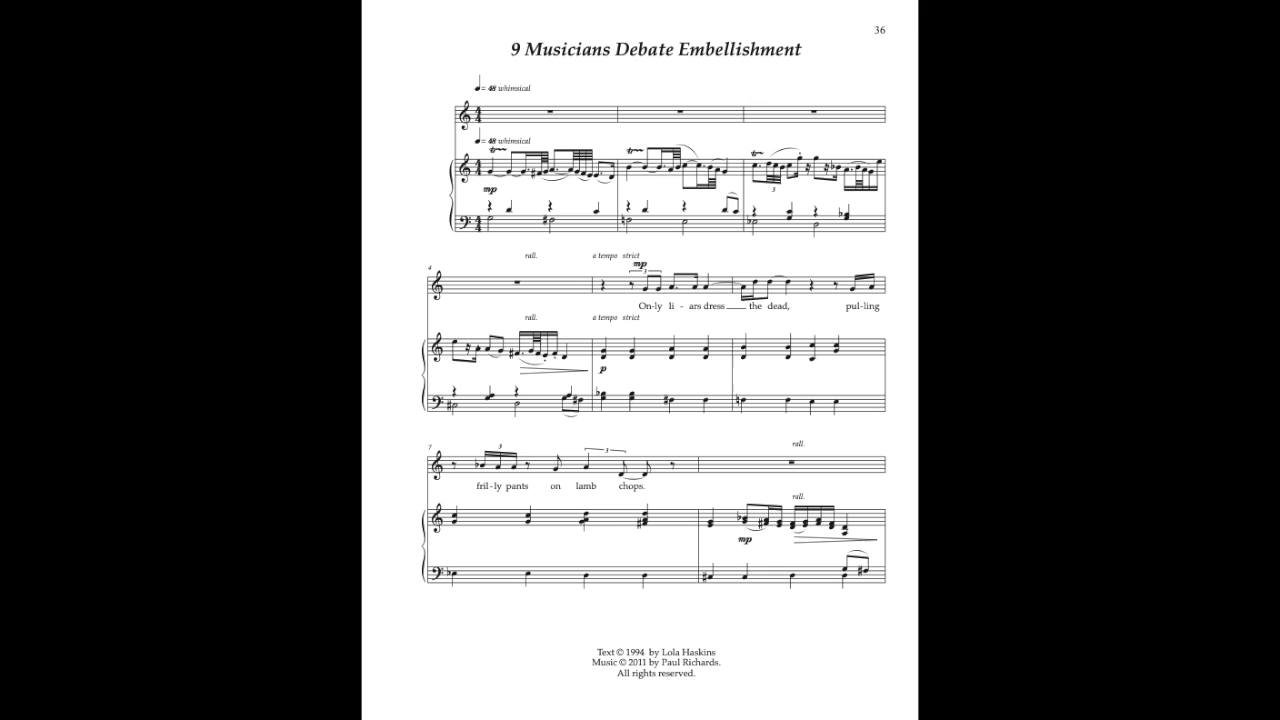 36
9 Musicians Debate Embellishment
♩ = 48 whimsical
♩ = 48 whimsical
mp
3
4
rall.
a tempo strict
mp
3
On-ly li - ars dress the dead, pul-ling
rall.
a tempo strict
p
7
3
3
rall.
fril-ly pants on lamb chops.
rall.
mp
Text © 1994 by Lola Haskins
Music © 2011 by Paul Richards.
All rights reserved.